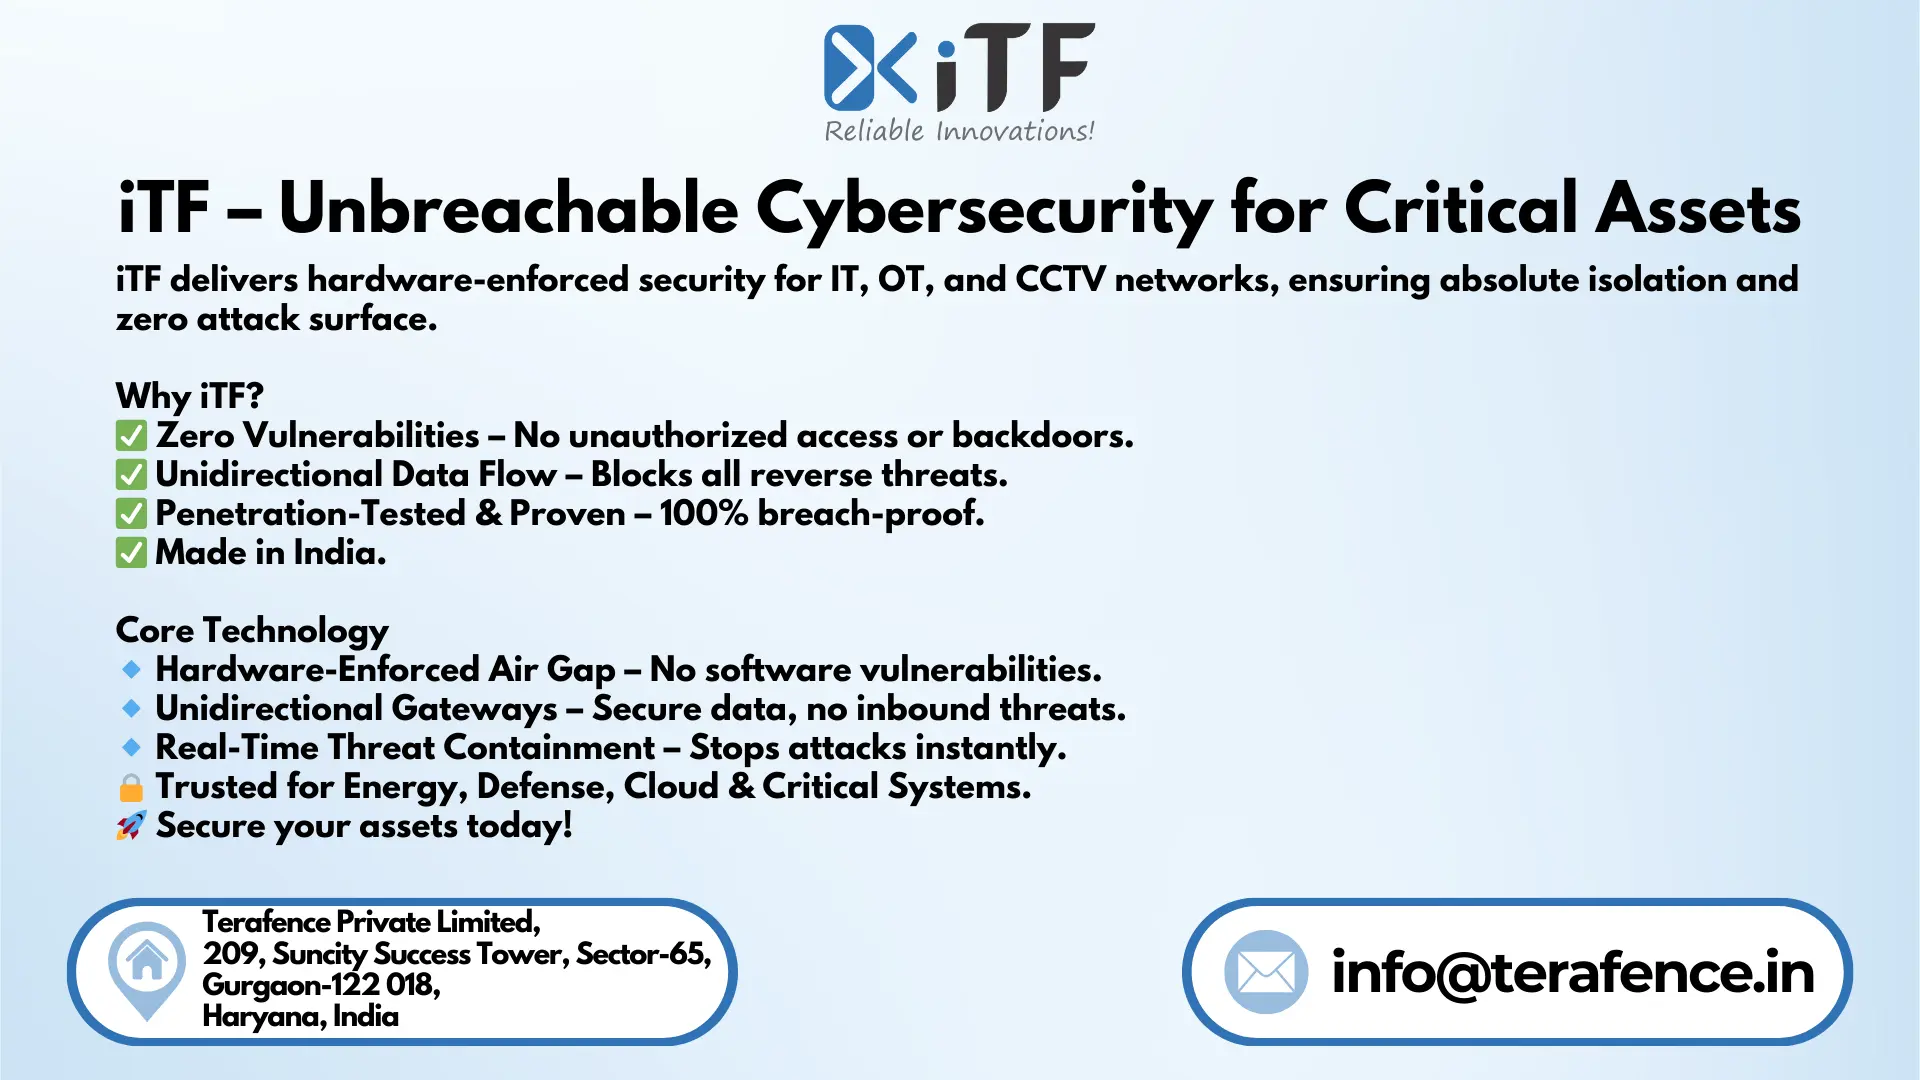 iTF
Reliable Innovations!
iTF – Unbreachable Cybersecurity for Critical Assets
iTF delivers hardware-enforced security for IT, OT, and CCTV networks, ensuring absolute isolation and
zero attack surface.
Why iTF?
✅ Zero Vulnerabilities – No unauthorized access or backdoors.
✅ Unidirectional Data Flow – Blocks all reverse threats.
✅ Penetration-Tested & Proven – 100% breach-proof.
✅ Made in India.
Core Technology
🔹 Hardware-Enforced Air Gap – No software vulnerabilities.
🔹 Unidirectional Gateways – Secure data, no inbound threats.
🔹 Real-Time Threat Containment – Stops attacks instantly.
🔒 Trusted for Energy, Defense, Cloud & Critical Systems.
🚀 Secure your assets today!
Terafence Private Limited,
209, Suncity Success Tower, Sector-65,
Gurgaon-122 018,
Haryana, India
info@terafence.in